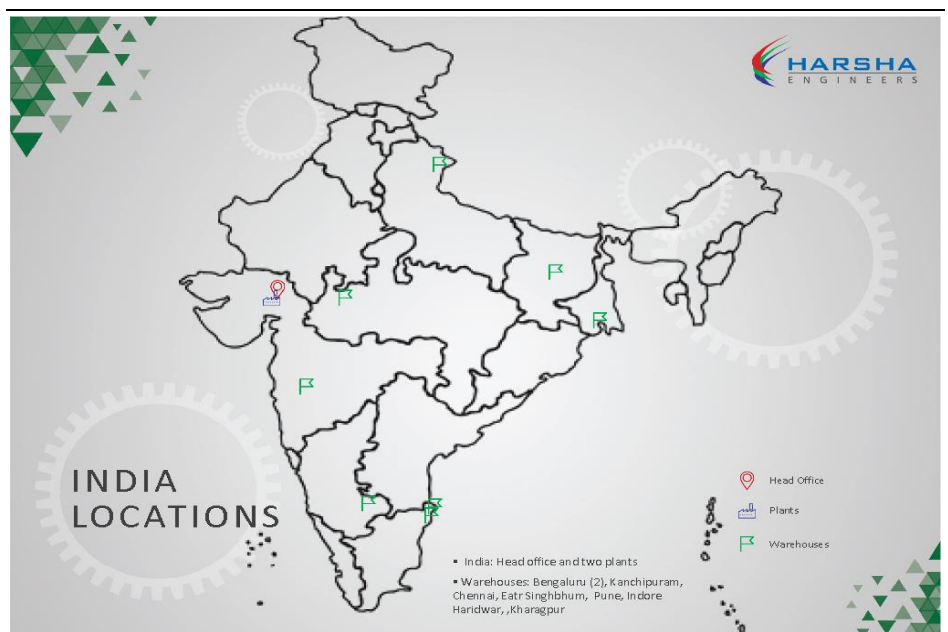 HARSHA
ENGINEERS
INDIA
LOCATIONS
Head Office
Plants
Warehouses
▪ India: Head office and two plants
▪ Warehouses: Bengaluru (2), Kanchipuram,
Chennai, Eatr Singhbhum, Pune, Indore
Haridwar, ,Kharagpur